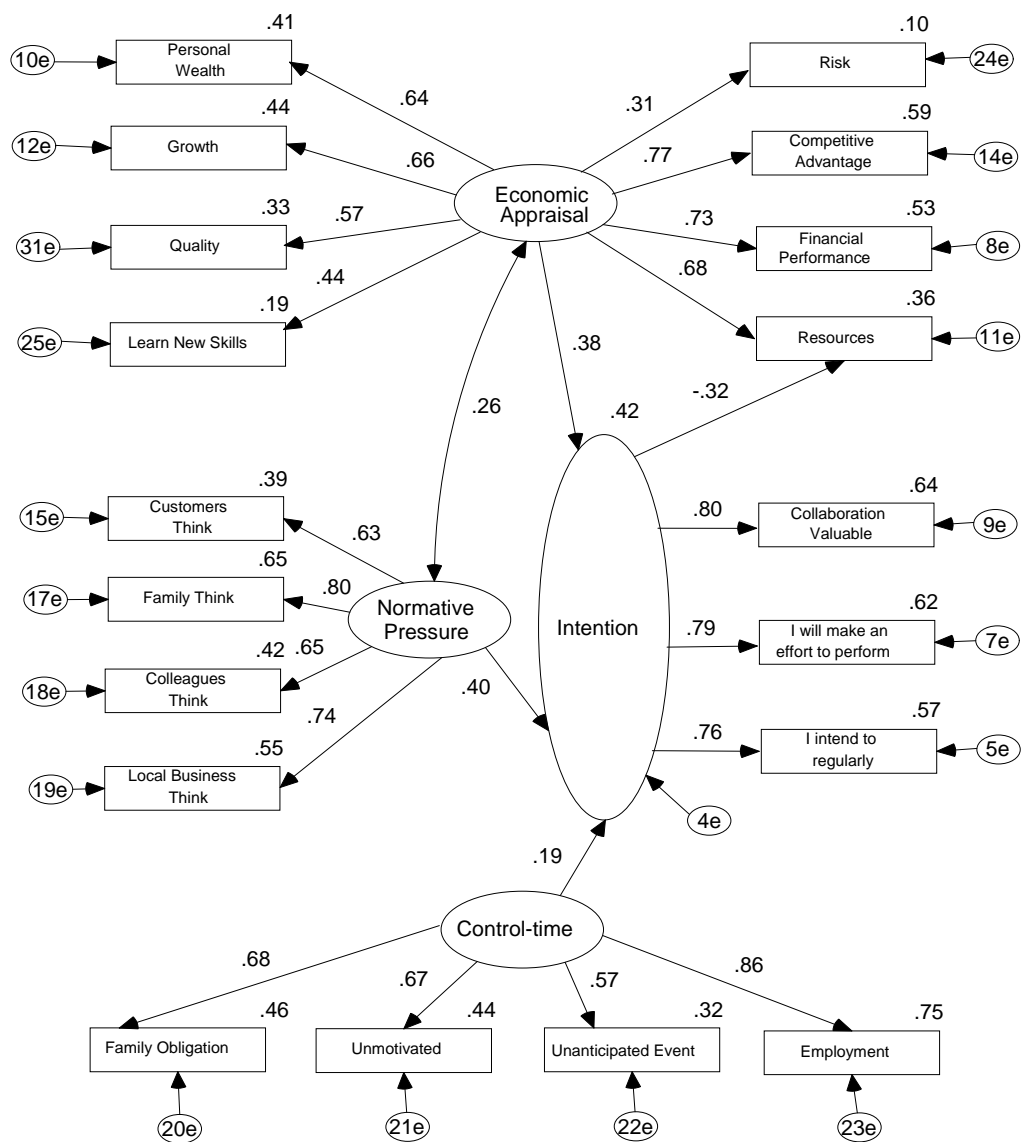 .41
.10
10e
Personal
Wealth
Risk
24e
.64
.31
.44
.59
12e
Growth
.66
.77
Competitive
Advantage
14e
Economic
Appraisal
.33
.57
.73
.53
31e
Quality
Financial
Performance
8e
.44
.68
.19
.36
25e
Learn New Skills
.38
Resources
11e
-.32
.26
.42
.39
.64
15e
Customers
Think
.63
.80
Collaboration
Valuable
9e
.65
.80
.62
17e
Family Think
Normative
Pressure
Intention
.79
I will make an
effort to perform
7e
.42
.65
18e
Colleagues
Think
.40
.57
.74
.76
I intend to
regularly
5e
.55
19e
Local Business
Think
4e
.19
Control-time
.68
.67
.57
.86
.46
.44
.32
.75
Family Obligation
Unmotivated
Unanticipated Event
Employment
20e
21e
22e
23e